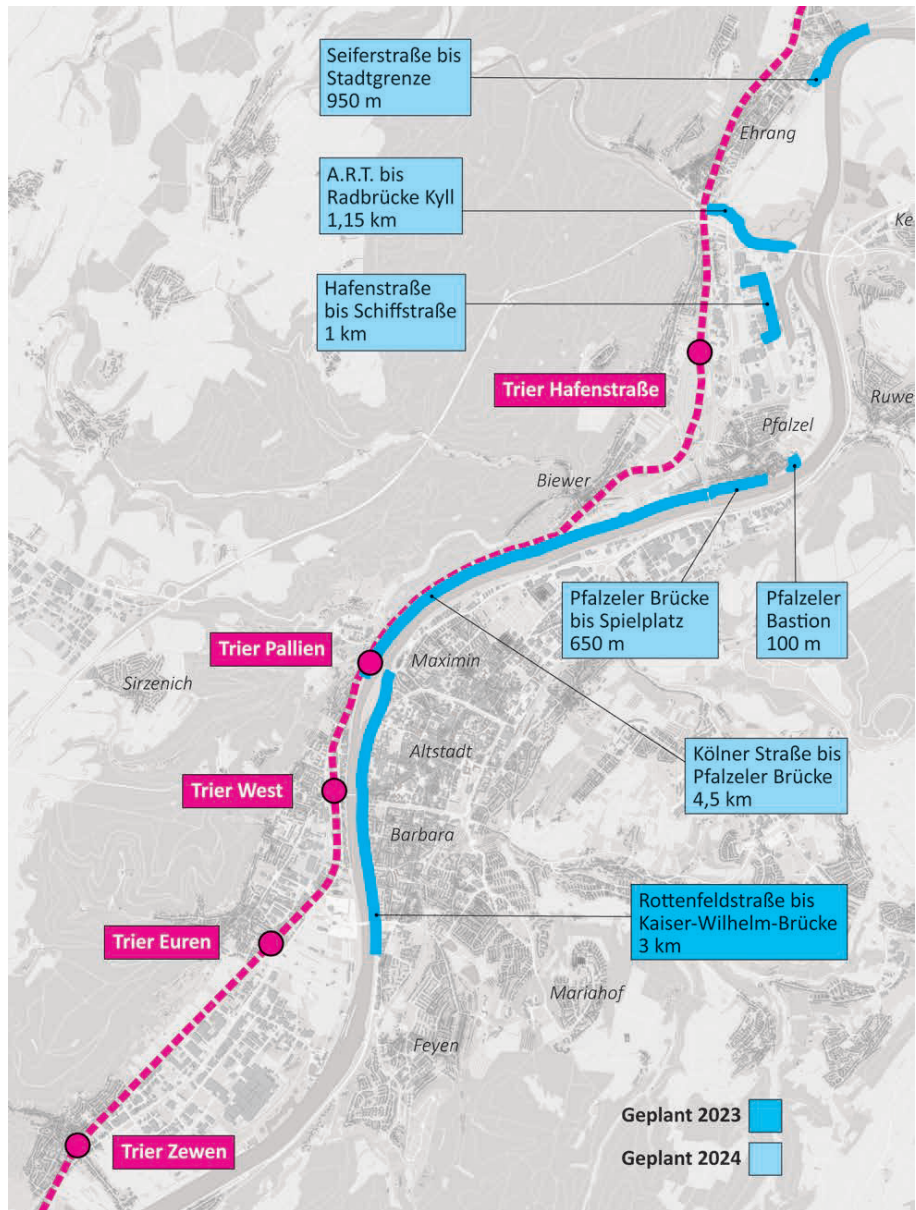 Seiferstraße bis
Stadtgrenze
950 m
Ehrang
A.R.T. bis
Radbrücke Kyll
1,15 km
Ke
Hafenstraße
bis Schiffstraße
1 km
Trier Hafenstraße
Ruwe
Pfalzel
Biewer
Pfalzeler Brücke
bis Spielplatz
650 m
Pfalzeler
Bastion
100 m
Trier Pallien
Maximin
Sirzenich
Altstadt
Kölner Straße bis
Pfalzeler Brücke
4,5 km
Trier West
Barbara
Rottenfeldstraße bis
Kaiser-Wilhelm-Brücke
3 km
Trier Euren
Mariahof
Feyen
Geplant 2023
Geplant 2024
Trier Zewen